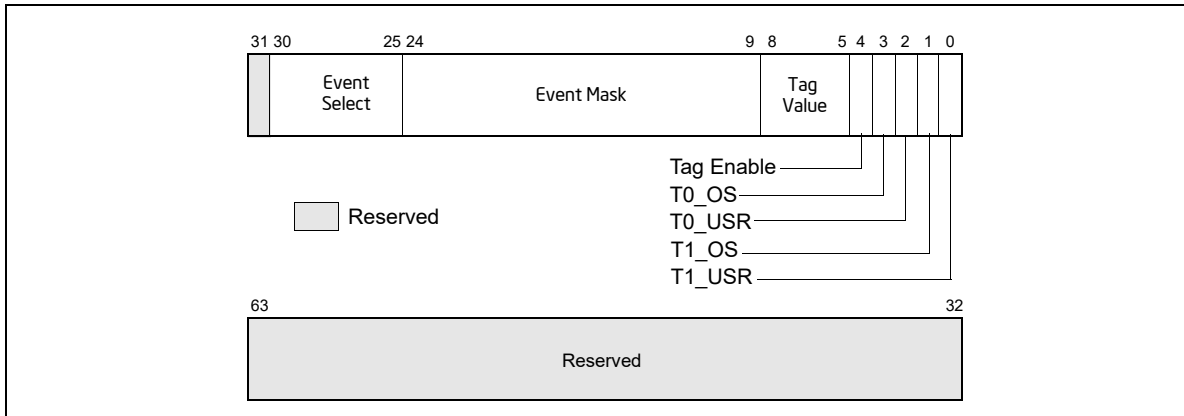 31 30 25 24 9 8 5 4 3 2 1 0
Event
Select
Event Mask
Tag
Value
Tag Enable
T0_OS
T0_USR
T1_OS
T1_USR
Reserved
63 32
Reserved